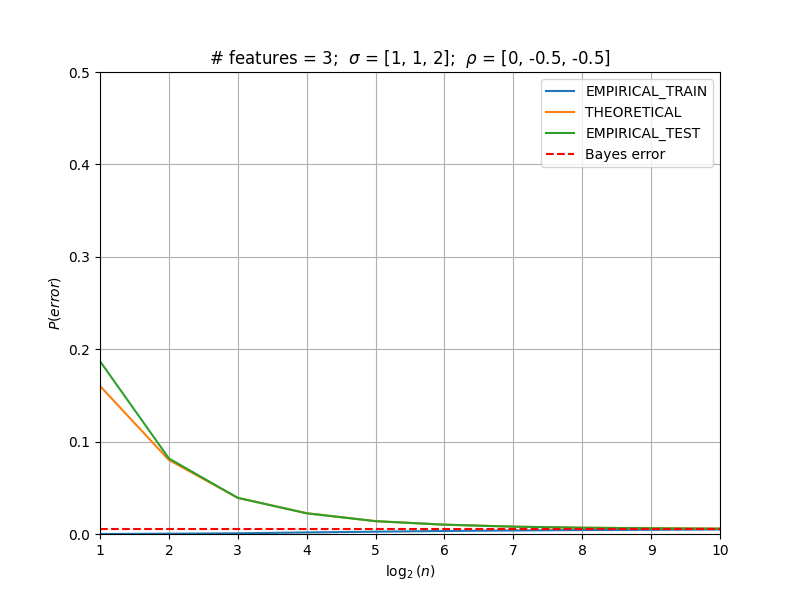 # features = 3;  σ = [1, 1, 2];  ρ = [0, -0.5, -0.5]
EMPIRICAL_TRAIN
THEORETICAL
EMPIRICAL_TEST
Bayes error
0.5
0.4
0.3
0.2
0.1
0.0
P(error)
1 2 3 4 5 6 7 8 9 10
log₂(n)